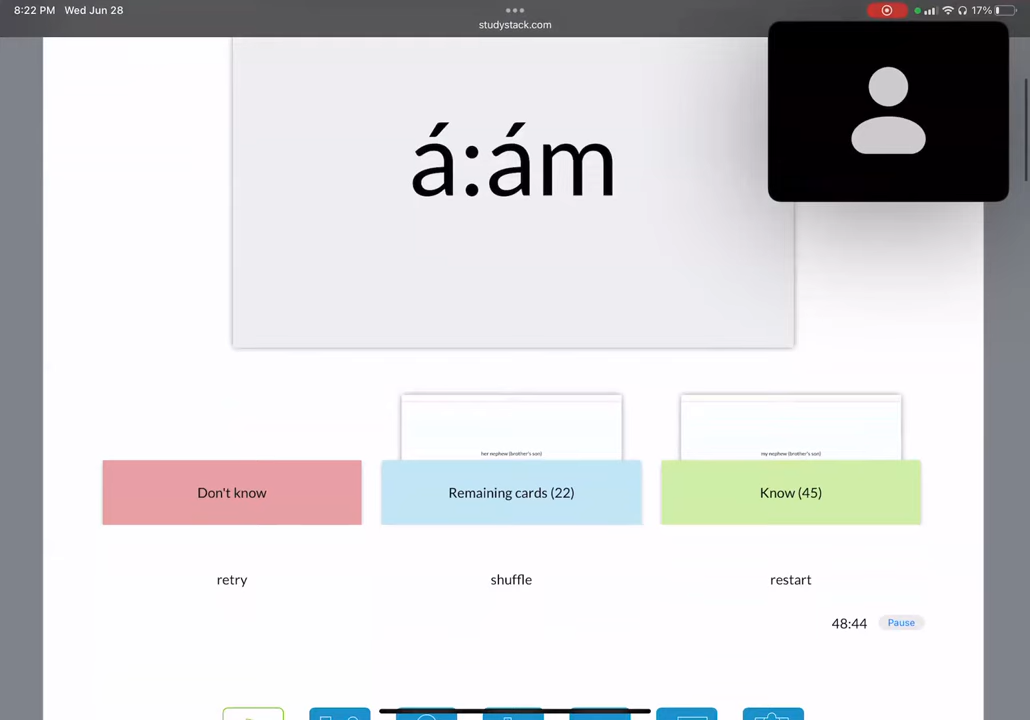 8:22 PM Wed Jun 28
17%
studystack.com
á:ám
her nephew (brother's son)
my nephew (brother's son)
Don't know
Remaining cards (22)
Know (45)
retry
shuffle
restart
48:44
Pause